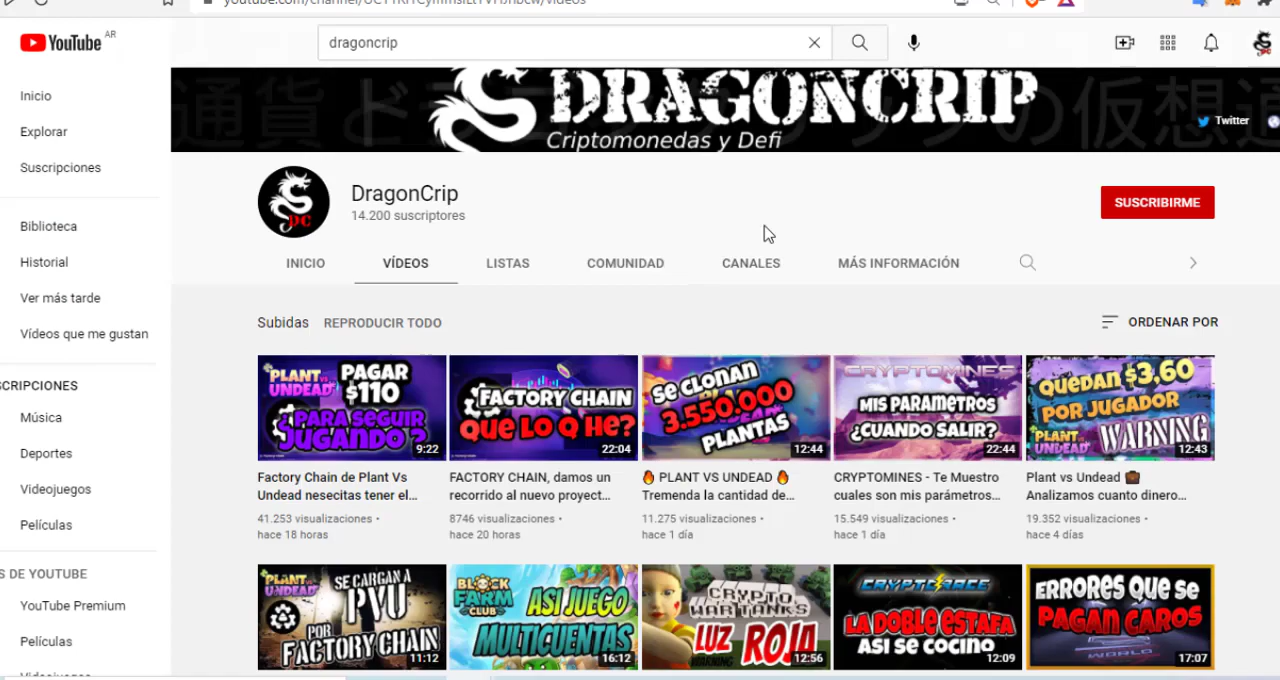 YouTube AR
dragoncrip
Inicio
Explorar
Suscripciones
Biblioteca
Historial
Ver más tarde
Vídeos que me gustan
SCRIPCIONES
Música
Deportes
Videojuegos
Películas
S DE YOUTUBE
YouTube Premium
Películas
DRAGONCRIP
Criptomonedas y Defi
Twitter
DragonCrip
14.200 suscriptores
SUSCRIBIRME
INICIO
VÍDEOS
LISTAS
COMUNIDAD
CANALES
MÁS INFORMACIÓN
Subidas
REPRODUCIR TODO
ORDENAR POR
PLANT VS UNDEAD
PAGAR
$110
¿PARA SEGUIR
JUGANDO?
9:22
Factory Chain de Plant Vs
Undead nesecitas tener el...
41.253 visualizaciones •
hace 18 horas
FACTORY CHAIN
QUE LO Q HE?
22:04
FACTORY CHAIN, damos un
recorrido al nuevo proyect...
8746 visualizaciones •
hace 20 horas
SE CLONAN
3.550.000
PLANTAS
12:44
🔥 PLANT VS UNDEAD 🔥
Tremenda la cantidad de...
11.275 visualizaciones •
hace 1 día
CRYPTOMINES
MIS PARAMETROS
¿CUANDO SALIR?
22:44
CRYPTOMINES - Te Muestro
cuales son mis parámetros...
15.549 visualizaciones •
hace 1 día
QUEDAN $3,60
POR JUGADOR
PLANT VS UNDEAD
WARNING
12:43
Plant vs Undead 💼
Analizamos cuanto dinero...
19.352 visualizaciones •
hace 4 días
PLANT VS UNDEAD
SE CARGAN A
PVU
POR
FACTORY CHAIN
11:12
BLOCK
FARM
CLUB
ASI JUEGO
MULTICUENTAS
16:12
CRYPTO
WAR TANKS
LUZ ROJA
WARNING
12:56
CRYPTORACE
LA DOBLE ESTAFA
ASI SE COCINO
12:09
ERRORES QUE SE
PAGAN CAROS
WORLD
17:07